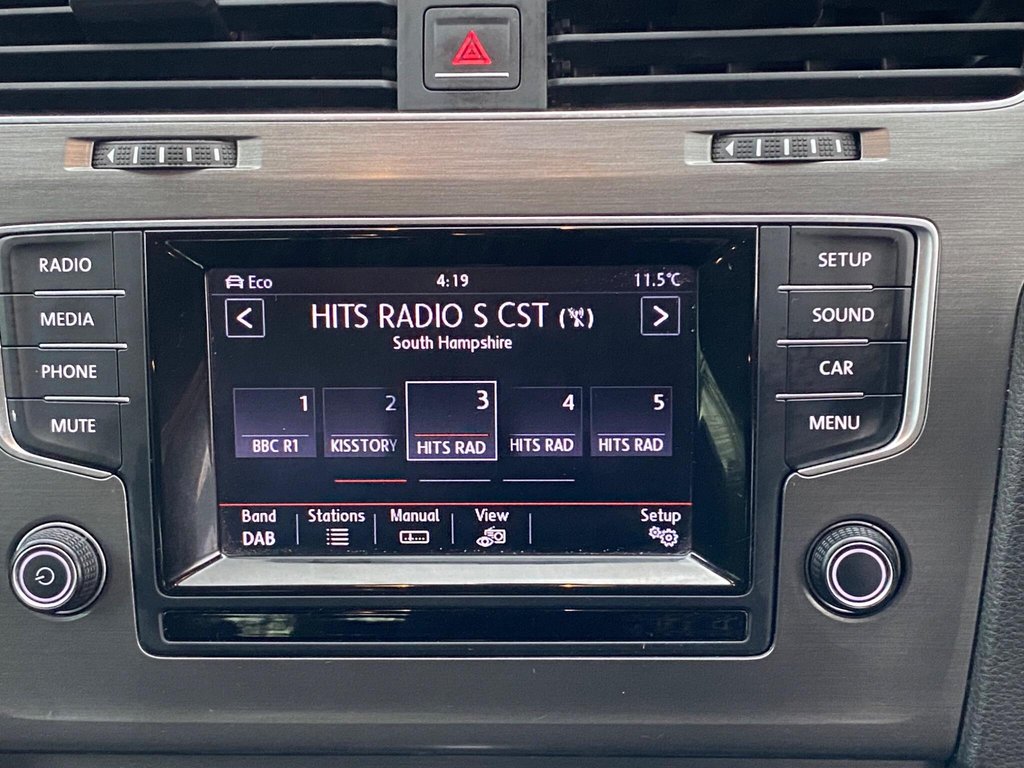 RADIO
MEDIA
PHONE
MUTE
Eco 4:19 11.5°C
< HITS RADIO S CST >
South Hampshire
1 2 3 4 5
BBC R1 KISSTORY HITS RAD HITS RAD HITS RAD
Band Stations Manual View Setup
DAB
SETUP
SOUND
CAR
MENU